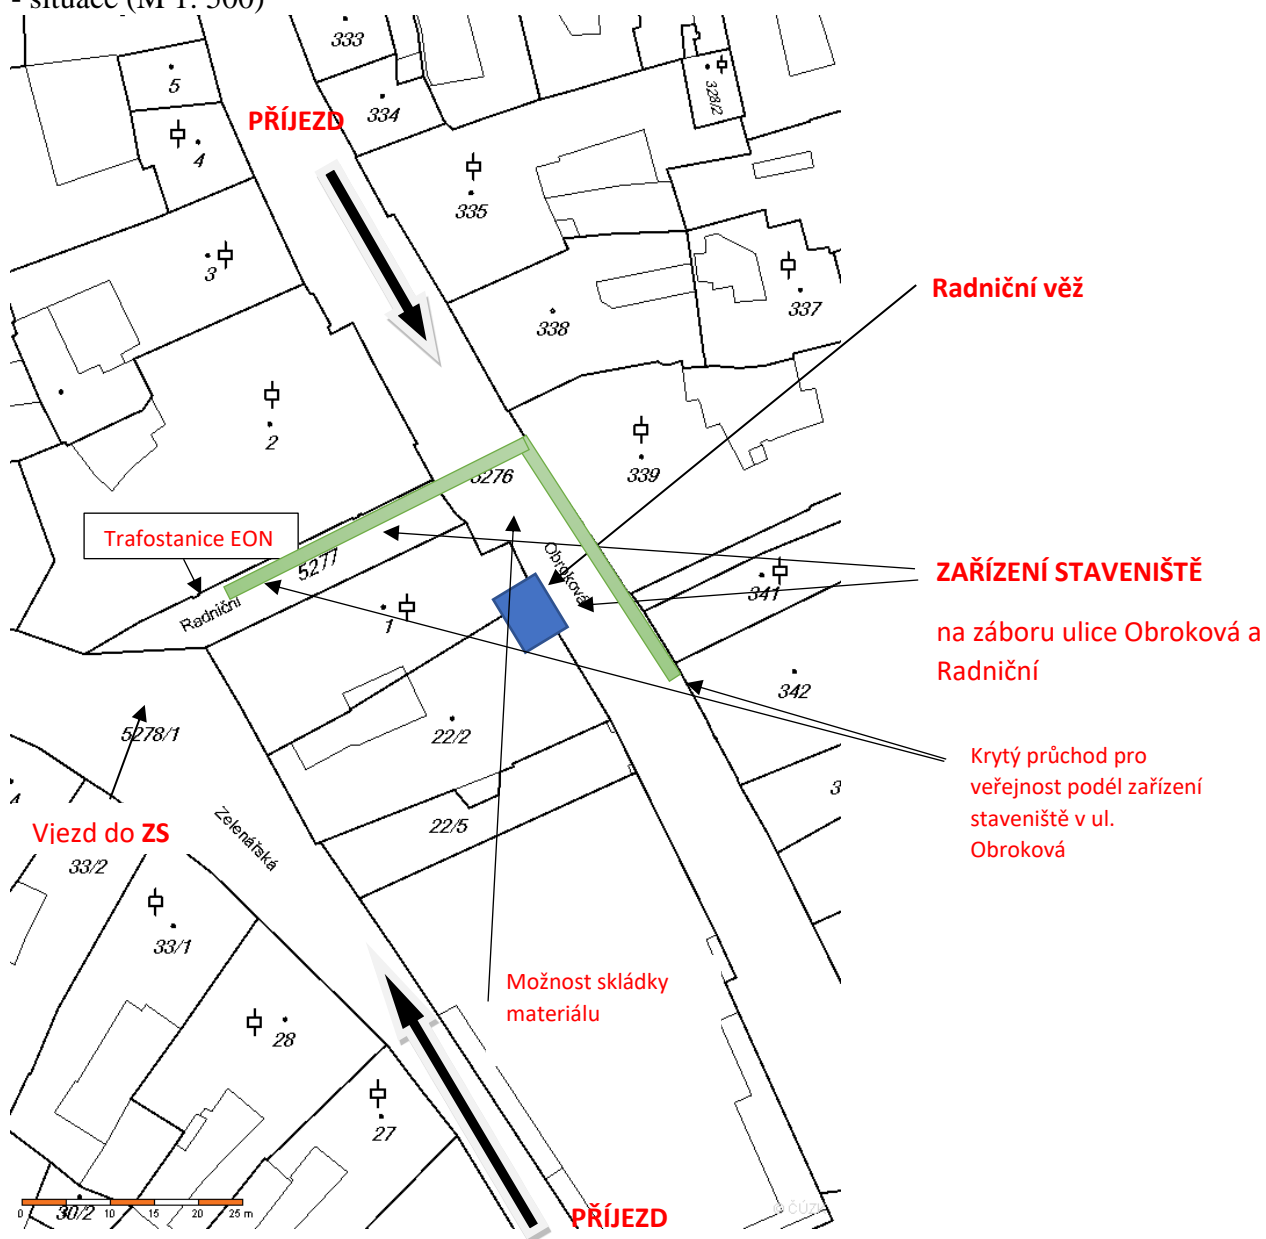 - situace (M 1: 500)
333
5
328/2
334
PŘÍJEZD
4
335
3
337
Radniční věž
338
2
339
5276
Trafostanice EON
Obroková
5277
ZAŘÍZENÍ STAVENIŠTĚ
341
Radniční
1
na záboru ulice Obroková a
Radniční
342
5278/1
22/2
Krytý průchod pro
veřejnost podél zařízení
staveniště v ul.
Obroková
3
4
Vjezd do ZS
Zelenářská
22/5
33/2
33/1
Možnost skládky
materiálu
28
27
0 10 15 20 25 m
30/2
PŘÍJEZD